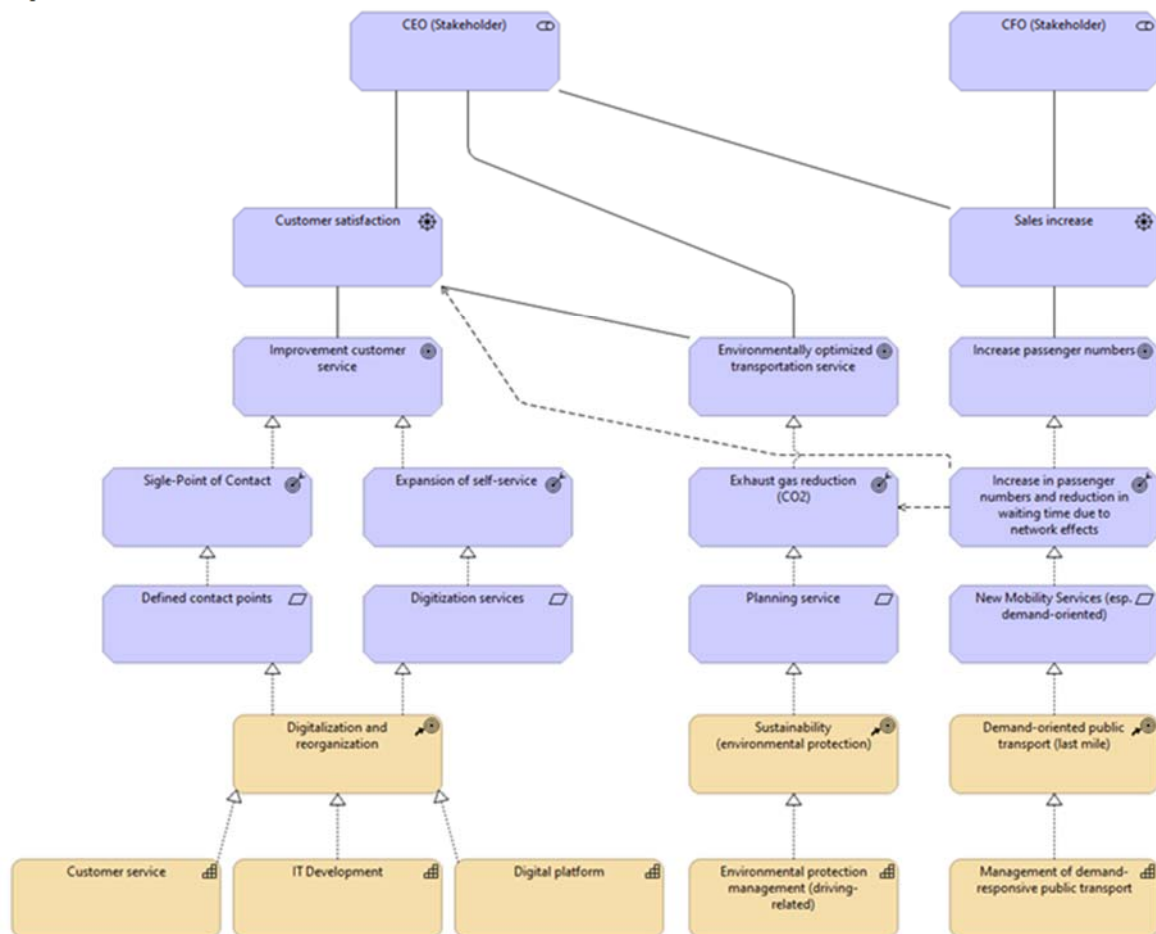 CEO (Stakeholder)
CFO (Stakeholder)
Customer satisfaction
Sales increase
Improvement customer
service
Environmentally optimized
transportation service
Increase passenger numbers
Sigle-Point of Contact
Expansion of self-service
Exhaust gas reduction
(CO2)
Increase in passenger
numbers and reduction in
waiting time due to
network effects
Defined contact points
Digitization services
Planning service
New Mobility Services (esp.
demand-oriented)
Digitalization and
reorganization
Sustainability
(environmental protection)
Demand-oriented public
transport (last mile)
Customer service
IT Development
Digital platform
Environmental protection
management (driving-
related)
Management of demand-
responsive public transport